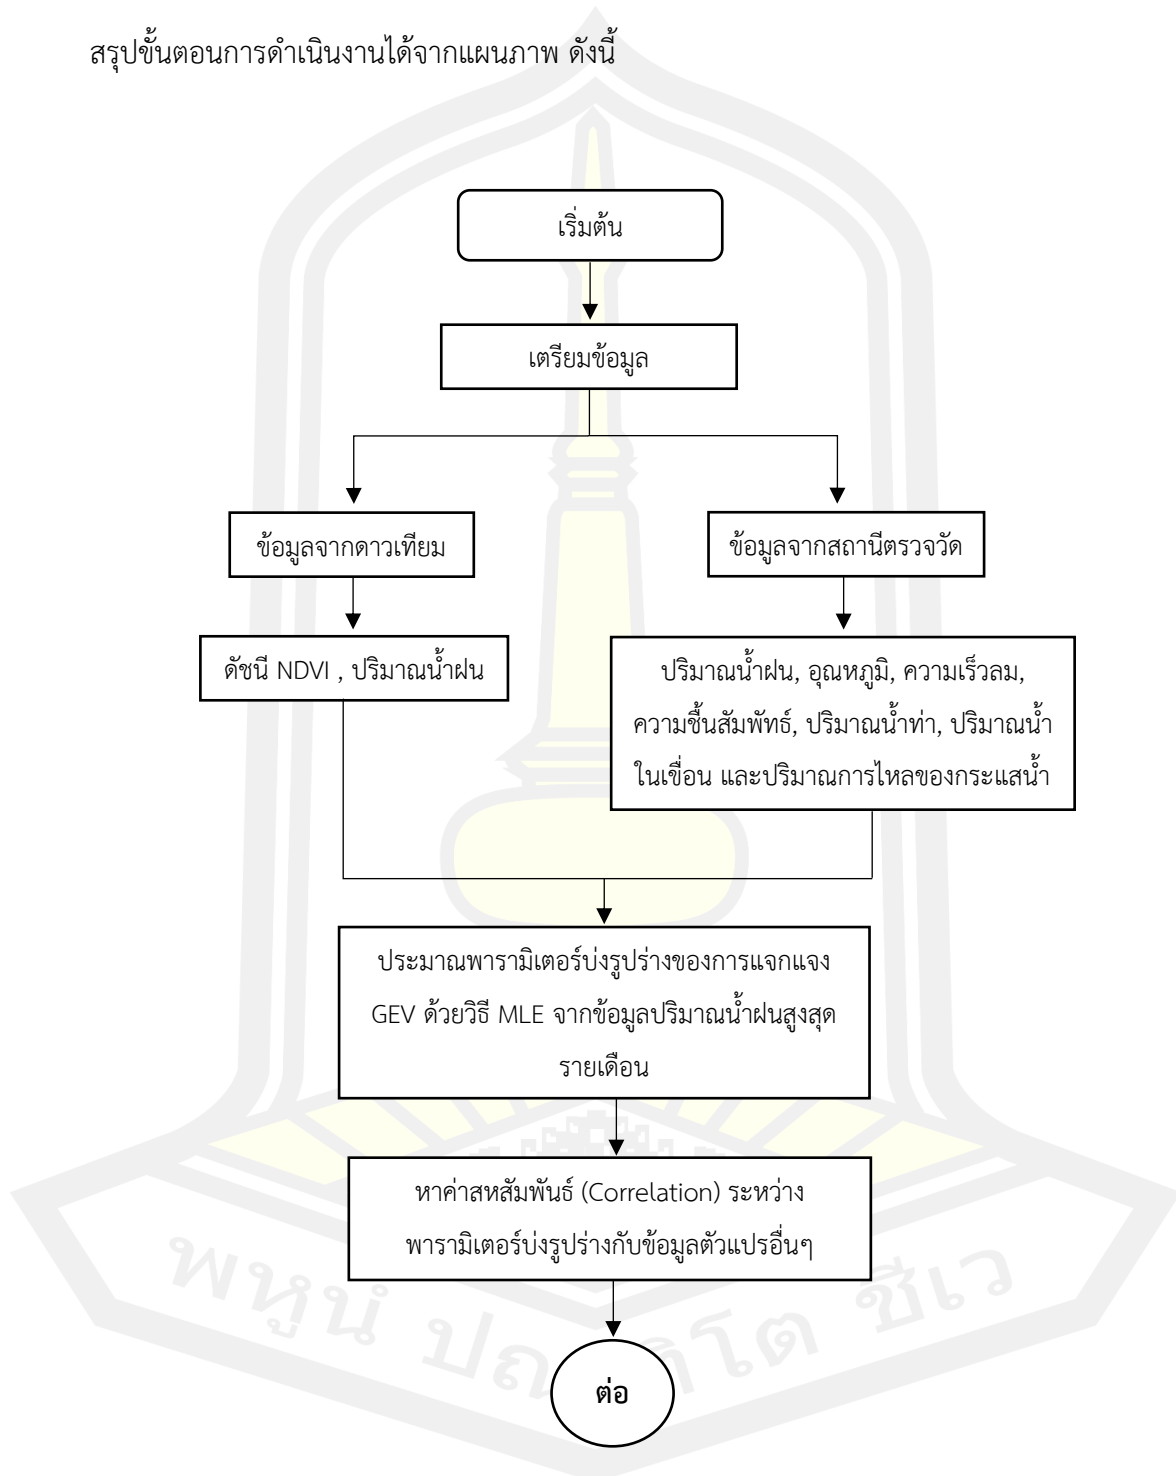 สรุปขั้นตอนการดำเนินงานได้จากแผนภาพ ดังนี้
เริ่มต้น
เตรียมข้อมูล
ข้อมูลจากดาวเทียม
ข้อมูลจากสถานีตรวจวัด
ดัชนี NDVI , ปริมาณน้ำฝน
ปริมาณน้ำฝน, อุณหภูมิ, ความเร็วลม,
ความชื้นสัมพัทธ์, ปริมาณน้ำท่า, ปริมาณน้ำ
ในเขื่อน และปริมาณการไหลของกระแสน้ำ
ประมาณพารามิเตอร์บ่งรูปร่างของการแจกแจง
GEV ด้วยวิธี MLE จากข้อมูลปริมาณน้ำฝนสูงสุด
รายเดือน
หาค่าสหสัมพันธ์ (Correlation) ระหว่าง
พารามิเตอร์บ่งรูปร่างกับข้อมูลตัวแปรอื่นๆ
พหูนํ ชีเว
ต่อ